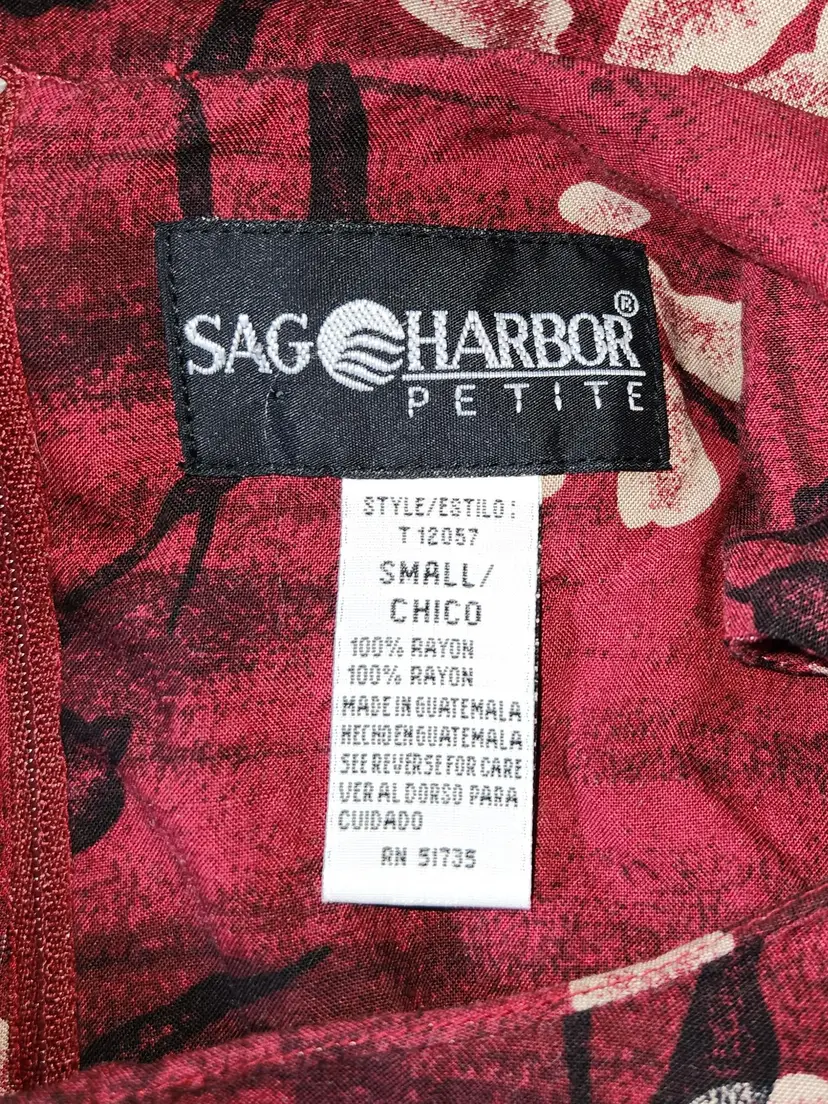 SAG HARBOR®
PETITE
STYLE/ESTILO:
T 12057
SMALL/
CHICO
100% RAYON
100% RAYON
MADE IN GUATEMALA
HECHO EN GUATEMALA
SEE REVERSE FOR CARE
VER AL DORSO PARA
CUIDADO
RN 51735